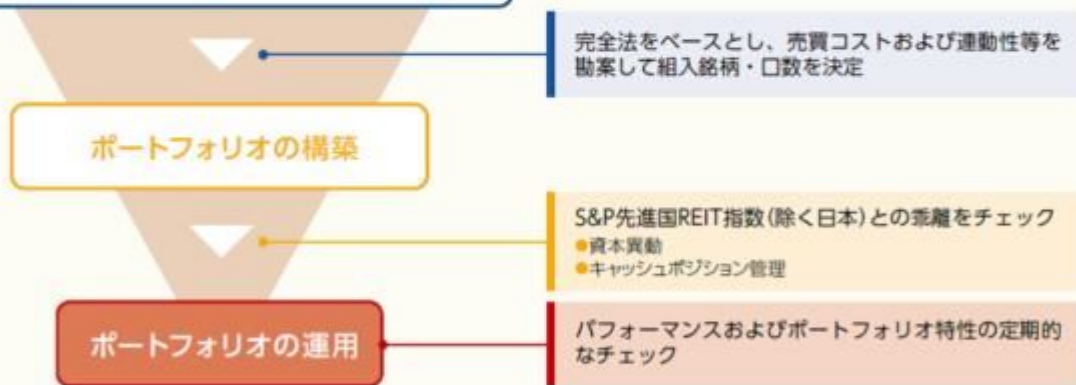 完全法をベースとし、売買コストおよび連動性等を
勘案して組入銘柄・口数を決定
ポートフォリオの構築
S&P先進国REIT指数(除く日本)との乖離をチェック
●資本異動
●キャッシュポジション管理
ポートフォリオの運用
パフォーマンスおよびポートフォリオ特性の定期的
なチェック